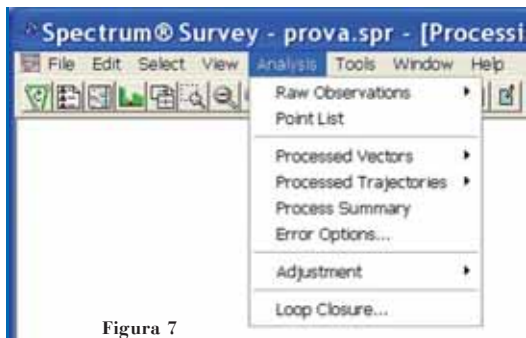 Spectrum® Survey - prova.spr - [Processi
File Edit Select View Analysis Tools Window Help
Raw Observations
Point List
Processed Vectors
Processed Trajectories
Process Summary
Error Options...
Adjustment
Loop Closure...
Figura 7